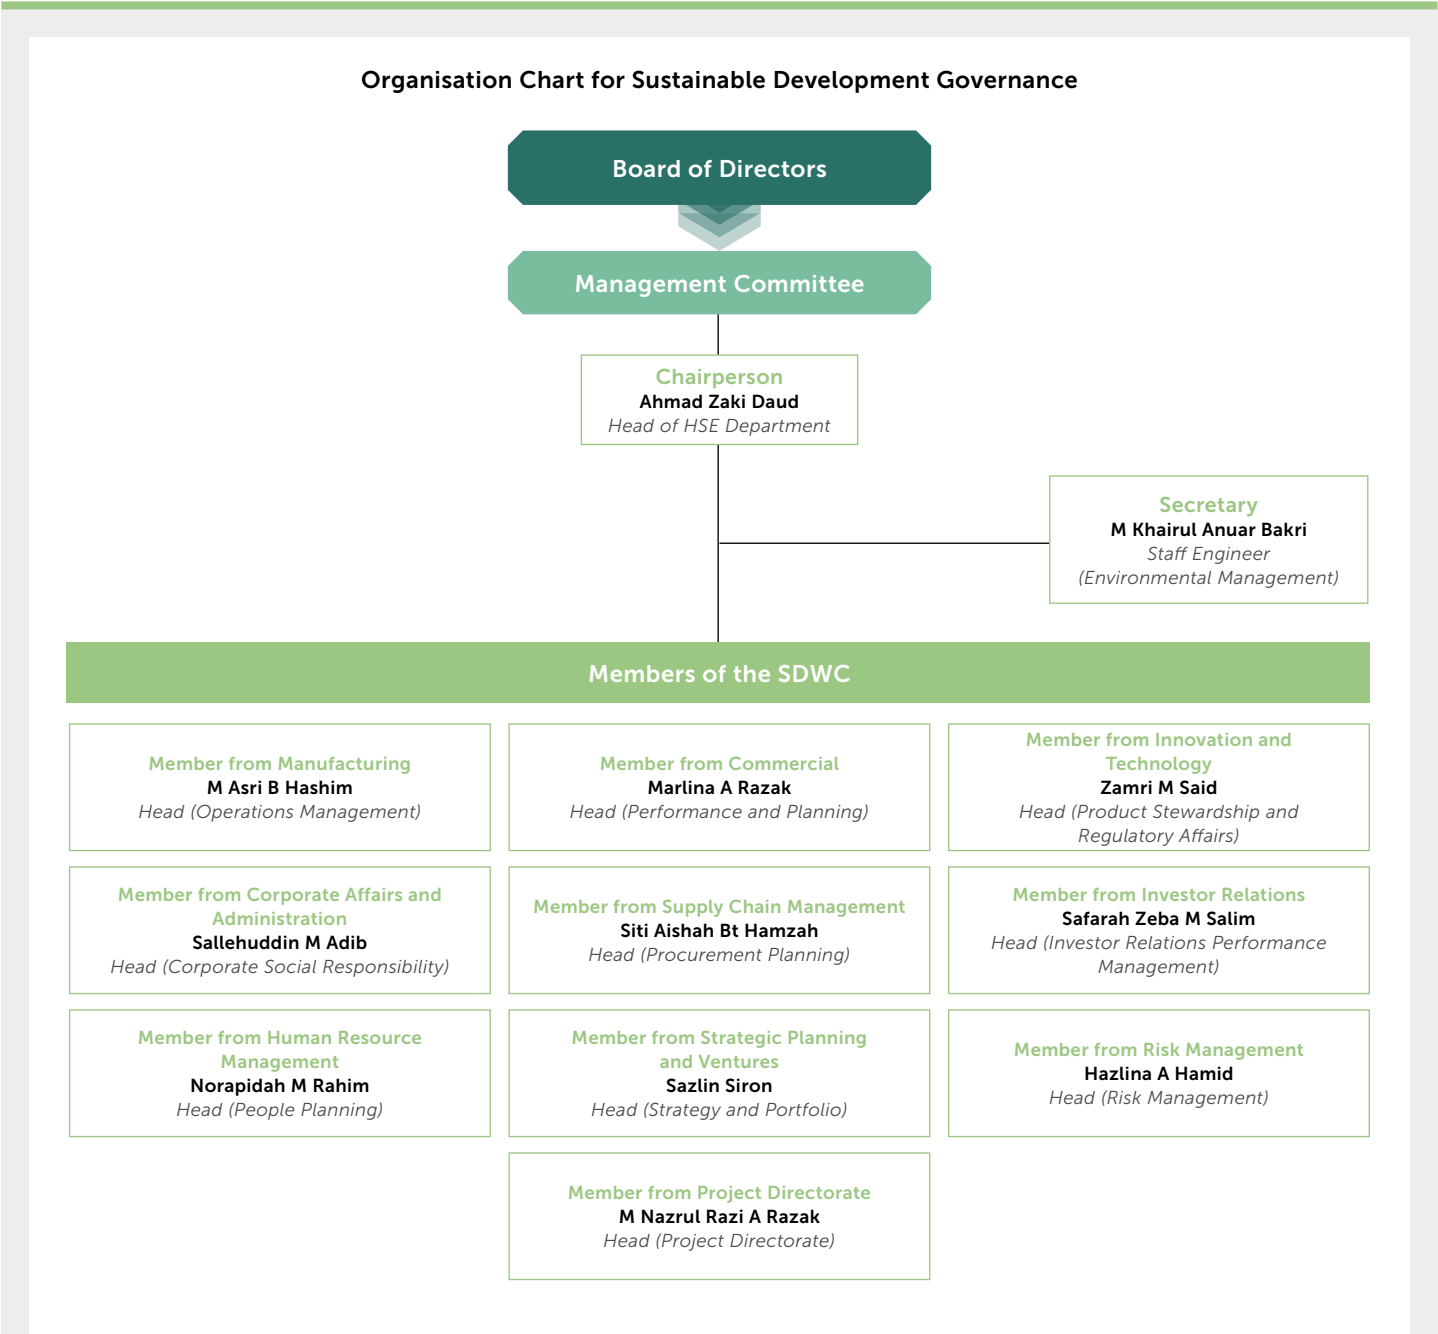 Organisation Chart for Sustainable Development Governance
Board of Directors
Management Committee
Chairperson
Ahmad Zaki Daud
Head of HSE Department
Secretary
M Khairul Anuar Bakri
Staff Engineer
(Environmental Management)
Members of the SDWC
Member from Manufacturing
M Asri B Hashim
Head (Operations Management)
Member from Commercial
Marlina A Razak
Head (Performance and Planning)
Member from Innovation and
Technology
Zamri M Said
Head (Product Stewardship and
Regulatory Affairs)
Member from Corporate Affairs and
Administration
Sallehuddin M Adib
Head (Corporate Social Responsibility)
Member from Supply Chain Management
Siti Aishah Bt Hamzah
Head (Procurement Planning)
Member from Investor Relations
Safarah Zeba M Salim
Head (Investor Relations Performance
Management)
Member from Human Resource
Management
Norapidah M Rahim
Head (People Planning)
Member from Strategic Planning
and Ventures
Sazlin Siron
Head (Strategy and Portfolio)
Member from Risk Management
Hazlina A Hamid
Head (Risk Management)
Member from Project Directorate
M Nazrul Razi A Razak
Head (Project Directorate)